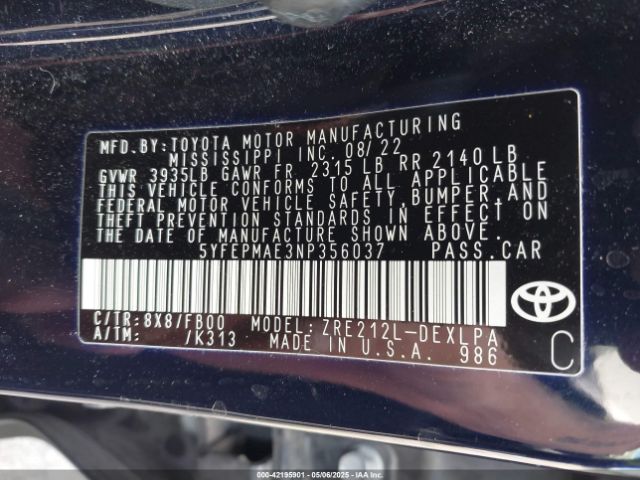 MFD.BY:TOYOTA MOTOR MANUFACTURING
MISSISSIPPI INC. 08/22
GVWR 3935LB GAWR FR 2315 LB RR 2140 LB
THIS VEHICLE CONFORMS TO ALL APPLICABLE
FEDERAL MOTOR VEHICLE SAFETY,BUMPER,AND
THEFT PREVENTION STANDARDS IN EFFECT ON
THE DATE OF MANUFACTURE SHOWN ABOVE.
5YFEPMAE3NP356037 PASS.CAR
C/TR:8X8/FB00 MODEL:ZRE212L-DEXLPA
A/TM: /K313 MADE IN U.S.A. 986
TOYOTA
C
000-42195901 - 05/06/2025 - IAAI.COM